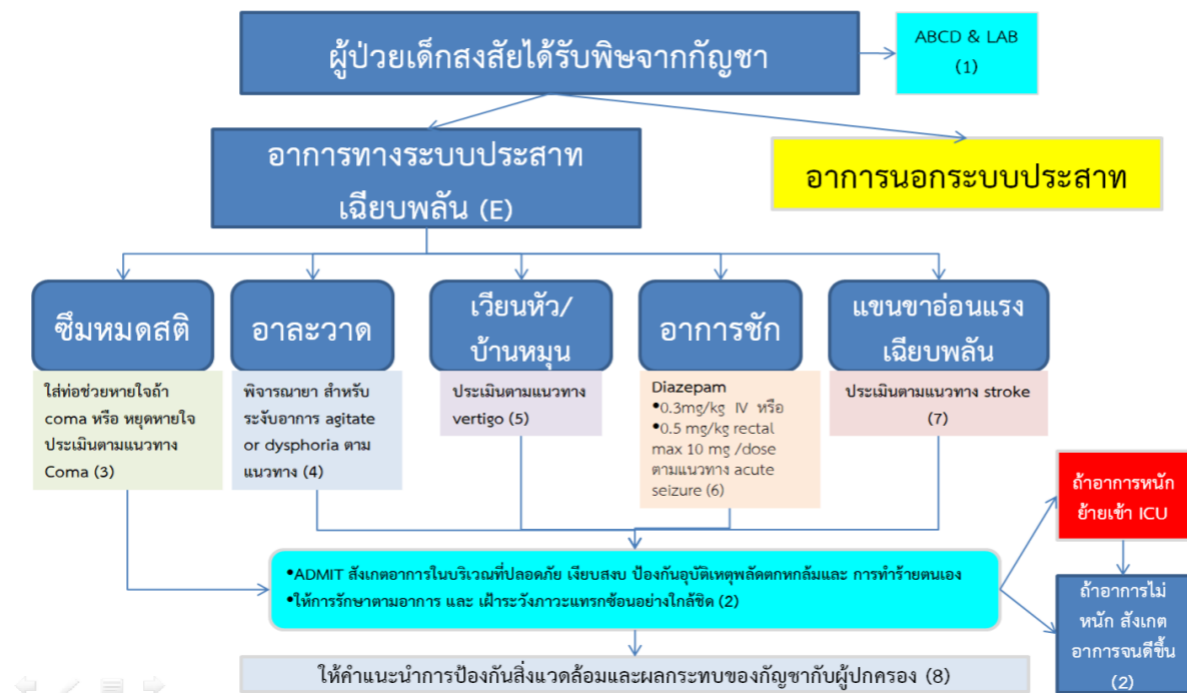 ผู้ป่วยเด็กสงสัยได้รับพิษจากกัญชา
ABCD & LAB
(1)
อาการทางระบบประสาท
เฉียบพลัน (E)
อาการนอกระบบประสาท
ซึมหมดสติ
ใส่ท่อช่วยหายใจถ้า
coma หรือ หยุดหายใจ
ประเมินตามแนวทาง
Coma (3)
อาละวาด
พิจารณายา สำหรับ
ระงับอาการ agitate
or dysphoria ตาม
แนวทาง (4)
เวียนหัว/
บ้านหมุน
ประเมินตามแนวทาง
vertigo (5)
อาการชัก
Diazepam
•0.3mg/kg IV หรือ
•0.5 mg/kg rectal
max 10 mg /dose
ตามแนวทาง acute
seizure (6)
แขนขาอ่อนแรง
เฉียบพลัน
ประเมินตามแนวทาง stroke
(7)
ถ้าอาการหนัก
ย้ายเข้า ICU
•ADMIT สังเกตอาการในบริเวณที่ปลอดภัย เงียบสงบ ป้องกันอุบัติเหตุพลัดตกหกล้มและ การทำร้ายตนเอง
•ให้การรักษาตามอาการ และ เฝ้าระวังภาวะแทรกซ้อนอย่างใกล้ชิด (2)
ถ้าอาการไม่
หนัก สังเกต
อาการจนดีขึ้น
(2)
ให้คำแนะนำการป้องกันสิ่งแวดล้อมและผลกระทบของกัญชากับผู้ปกครอง (8)